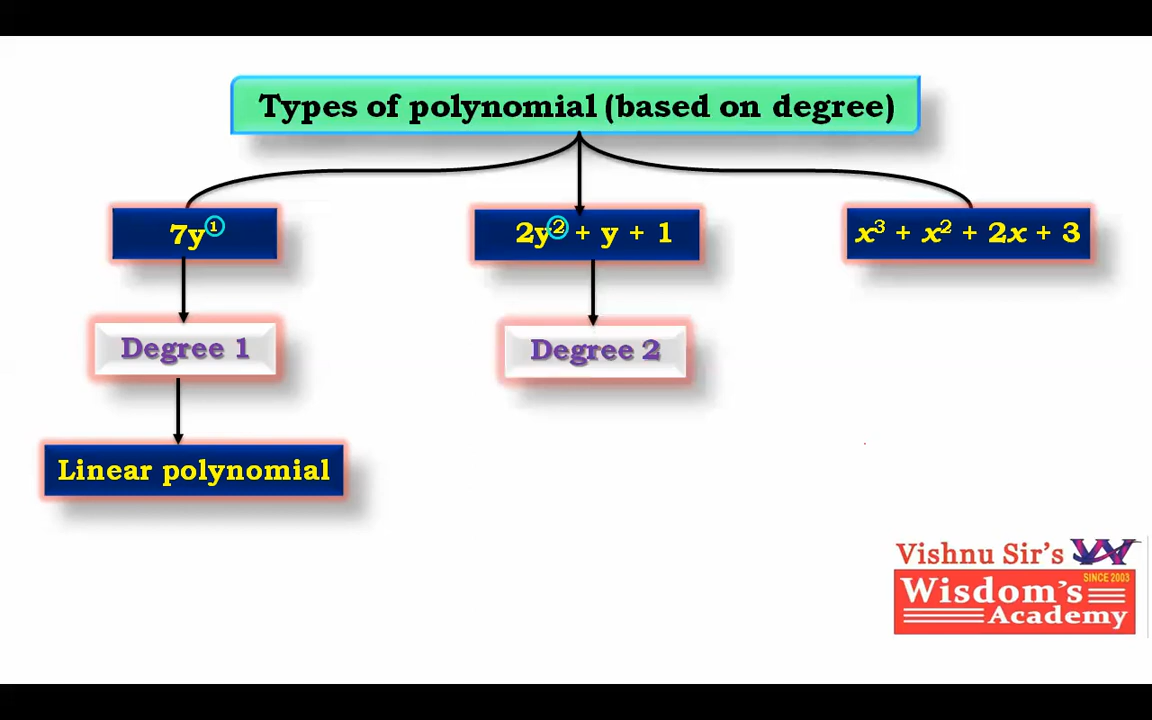 Types of polynomial (based on degree)
7y¹
2y² + y + 1
x³ + x² + 2x + 3
Degree 1
Degree 2
Linear polynomial
Vishnu Sir's
SINCE 2003
Wisdom's
Academy